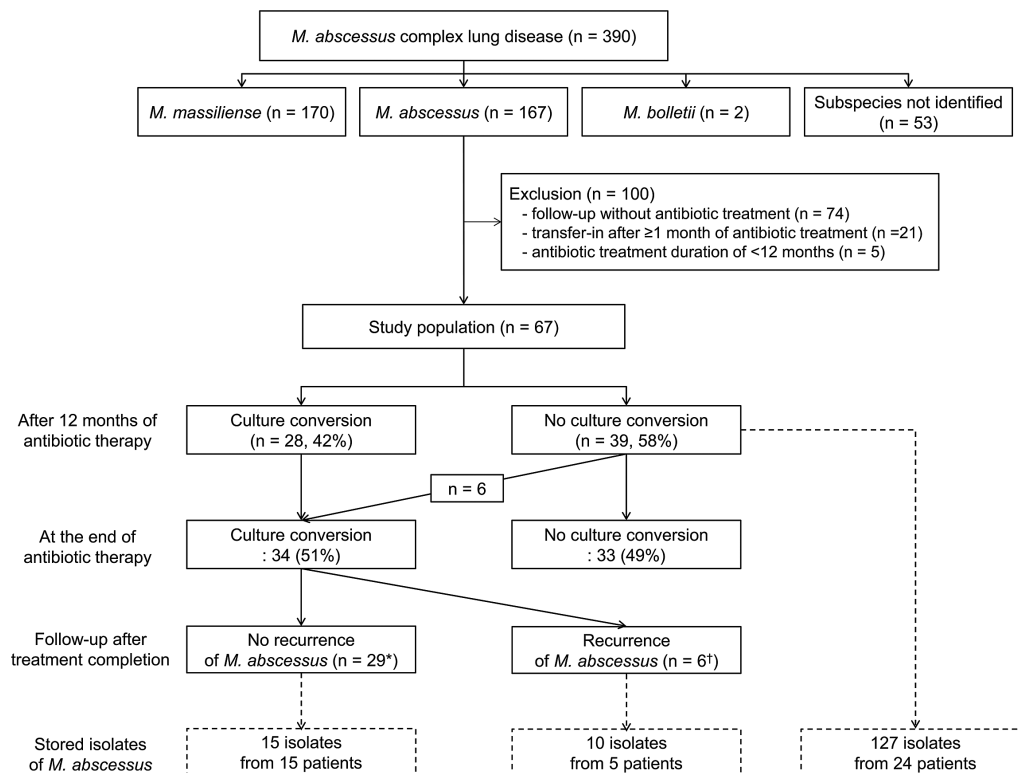 M. abscessus complex lung disease (n = 390)
M. massiliense (n = 170)
M. abscessus (n = 167)
M. bolletii (n = 2)
Subspecies not identified
(n = 53)
Exclusion (n = 100)
- follow-up without antibiotic treatment (n = 74)
- transfer-in after ≥1 month of antibiotic treatment (n =21)
- antibiotic treatment duration of <12 months (n = 5)
Study population (n = 67)
After 12 months of
antibiotic therapy
Culture conversion
(n = 28, 42%)
No culture conversion
(n = 39, 58%)
n = 6
At the end of
antibiotic therapy
Culture conversion
: 34 (51%)
No culture conversion
: 33 (49%)
Follow-up after
treatment completion
No recurrence
of M. abscessus (n = 29*)
Recurrence
of M. abscessus (n = 6†)
Stored isolates
of M. abscessus
15 isolates
from 15 patients
10 isolates
from 5 patients
127 isolates
from 24 patients